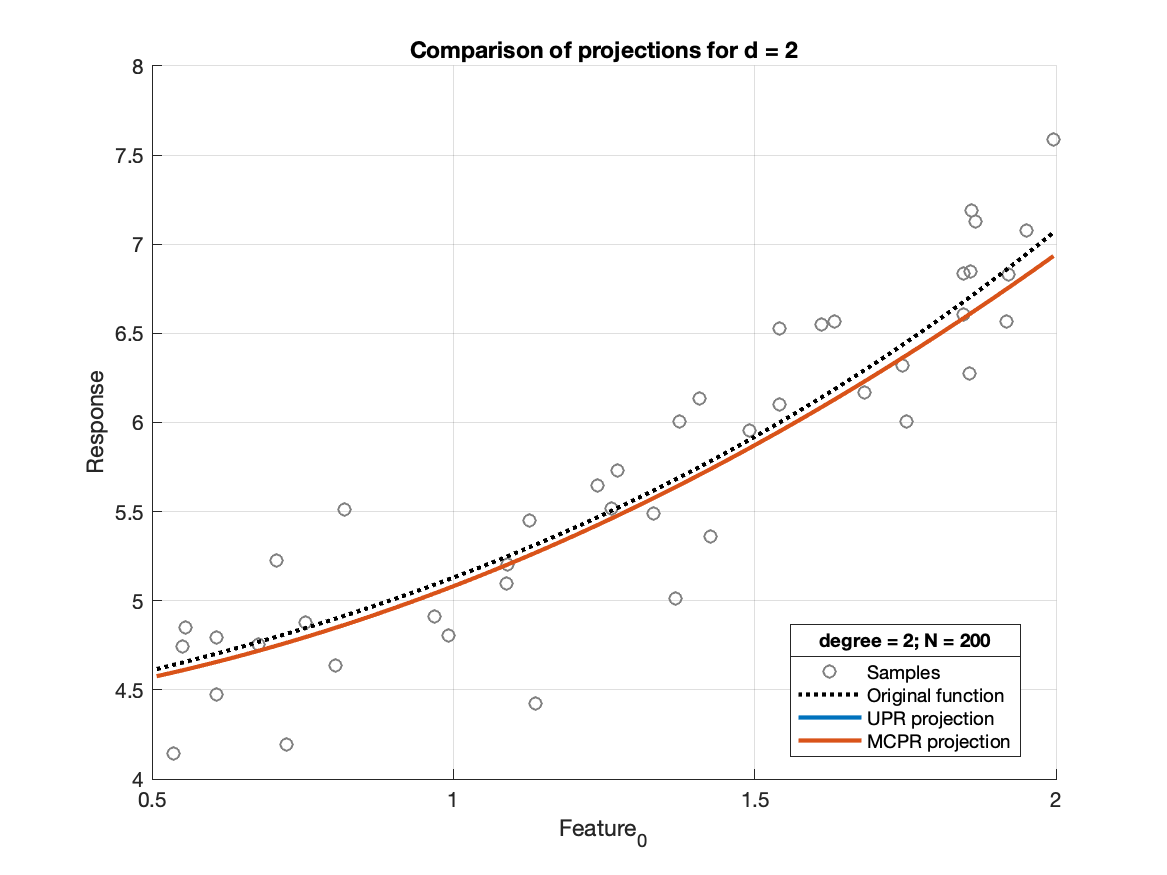 Comparison of projections for d = 2
8
7.5
7
6.5
6
5.5
5
4.5
4
Response
0.5
1
1.5
2
Feature₀
degree = 2; N = 200
Samples
Original function
UPR projection
MCPR projection